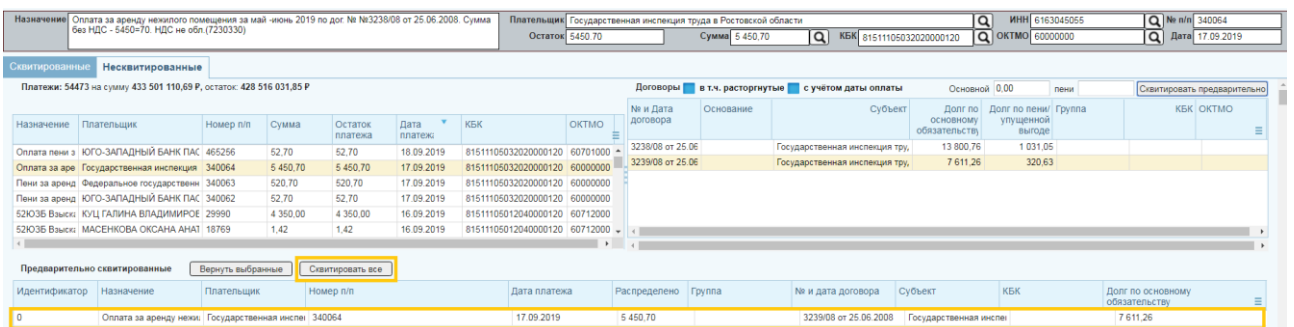 Назначение Оплата за аренду нежилого помещения за май -июнь 2019 по дог. № №3238/08 от 25.06.2008. Сумма без НДС - 5450=70. НДС не обл.(7230330)
Плательщик Государственная инспекция труда в Ростовской области ИНН 6163045055 № п/п 340064
Остаток 5450.70 Сумма 5 450,70 КБК 81511105032020000120 ОКТМО 60000000 Дата 17.09.2019
Сквитированные Несквитированные
Платежи: 54473 на сумму 433 501 110,69 ₽, остаток: 428 516 031,85 ₽
Договоры в т.ч. расторгнутые с учётом даты оплаты Основной 0,00 пени Сквитировать предварительно
Назначение Плательщик Номер п/п Сумма Остаток платежа Дата платежа КБК ОКТМО
Оплата пени з ЮГО-ЗАПАДНЫЙ БАНК ПАС 465256 52,70 52,70 18.09.2019 81511105032020000120 60701000
Оплата за аре Государственная инспекция 340064 5 450,70 5 450,70 17.09.2019 81511105032020000120 60000000
Пени за аренд Федеральное государственн 340063 520,70 520,70 17.09.2019 81511105032020000120 60000000
Пени за аренд ЮГО-ЗАПАДНЫЙ БАНК ПАС 340062 52,70 52,70 17.09.2019 81511105032020000120 60000000
52ЮЗБ Взыска КУЦ ГАЛИНА ВЛАДИМИРОВ 29990 4 350,00 4 350,00 16.09.2019 81511105012040000120 60712000
52ЮЗБ Взыска МАСЕНКОВА ОКСАНА АНАТ 18769 1,42 1,42 16.09.2019 81511105012040000120 60712000
№ и Дата договора Основание Субъект Долг по основному обязательству Долг по пени/ упущенной выгоде Группа КБК ОКТМО
3238/08 от 25.06 Государственная инспекция тру, 13 800,76 1 031,05
3239/08 от 25.06 Государственная инспекция тру, 7 611,26 320,63
Предварительно сквитированные Вернуть выбранные Сквитировать все
Идентификатор Назначение Плательщик Номер п/п Дата платежа Распределено Группа № и дата договора Субъект КБК Долг по основному обязательству
0 Оплата за аренду нежи Государственная инспе 340064 17.09.2019 5 450,70 3239/08 от 25.06.2008 Государственная инспе 7 611,26